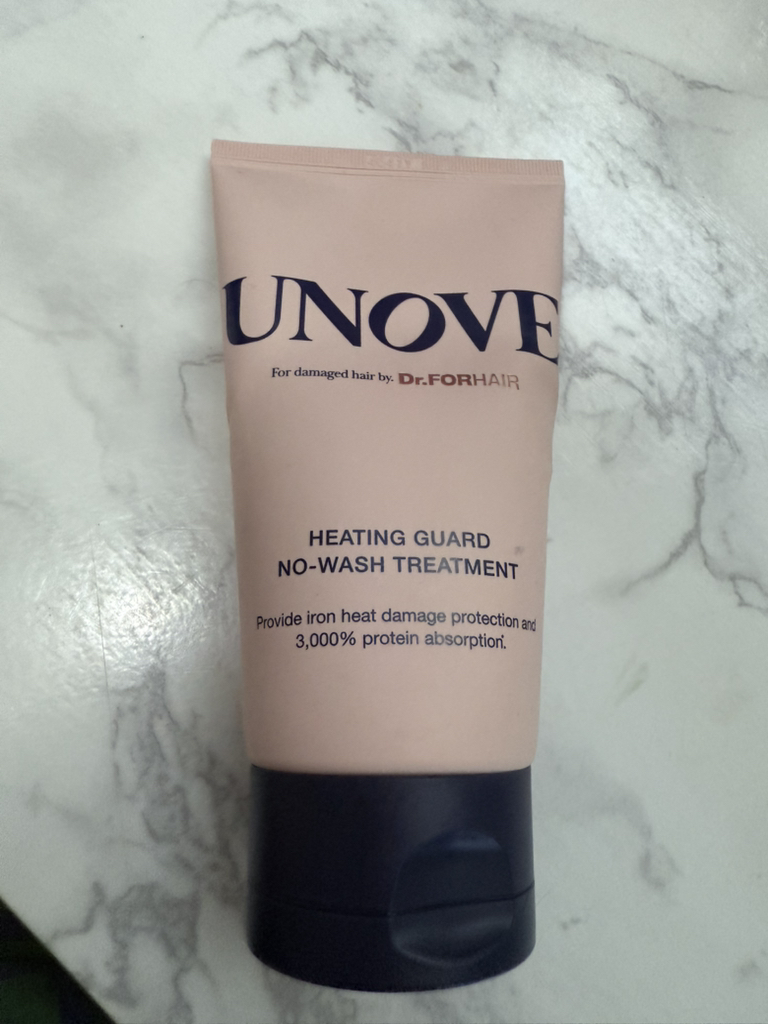 UNOVE
For damaged hair by. Dr.FORHAIR
HEATING GUARD
NO-WASH TREATMENT
Provide iron heat damage protection and
3,000% protein absorption.